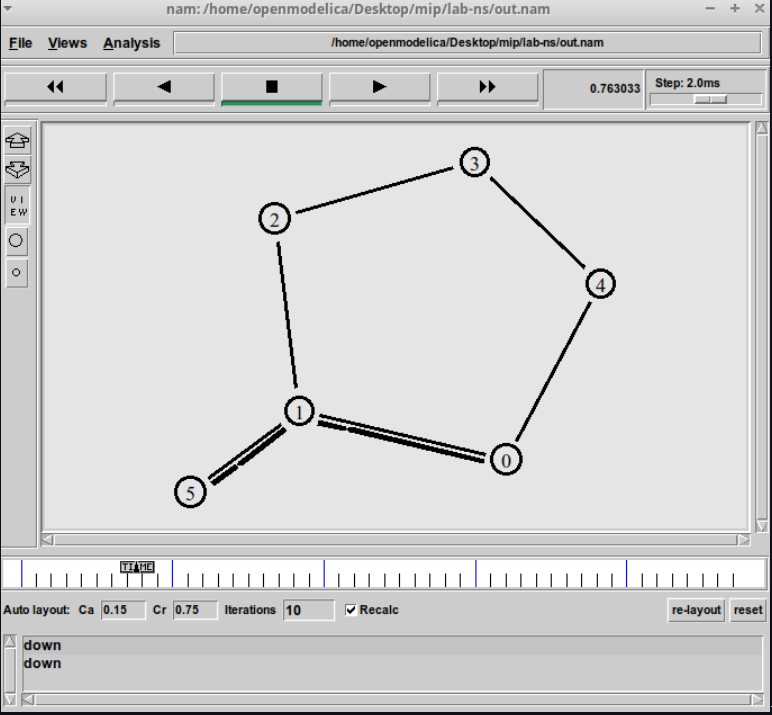 nam: /home/openmodelica/Desktop/mip/lab-ns/out.nam
File Views Analysis /home/openmodelica/Desktop/mip/lab-ns/out.nam
0.763033 Step: 2.0ms
VI
EW
3
2
4
1
0
5
TIME
Auto layout: Ca 0.15 Cr 0.75 Iterations 10 Recalc re-layout reset
down
down